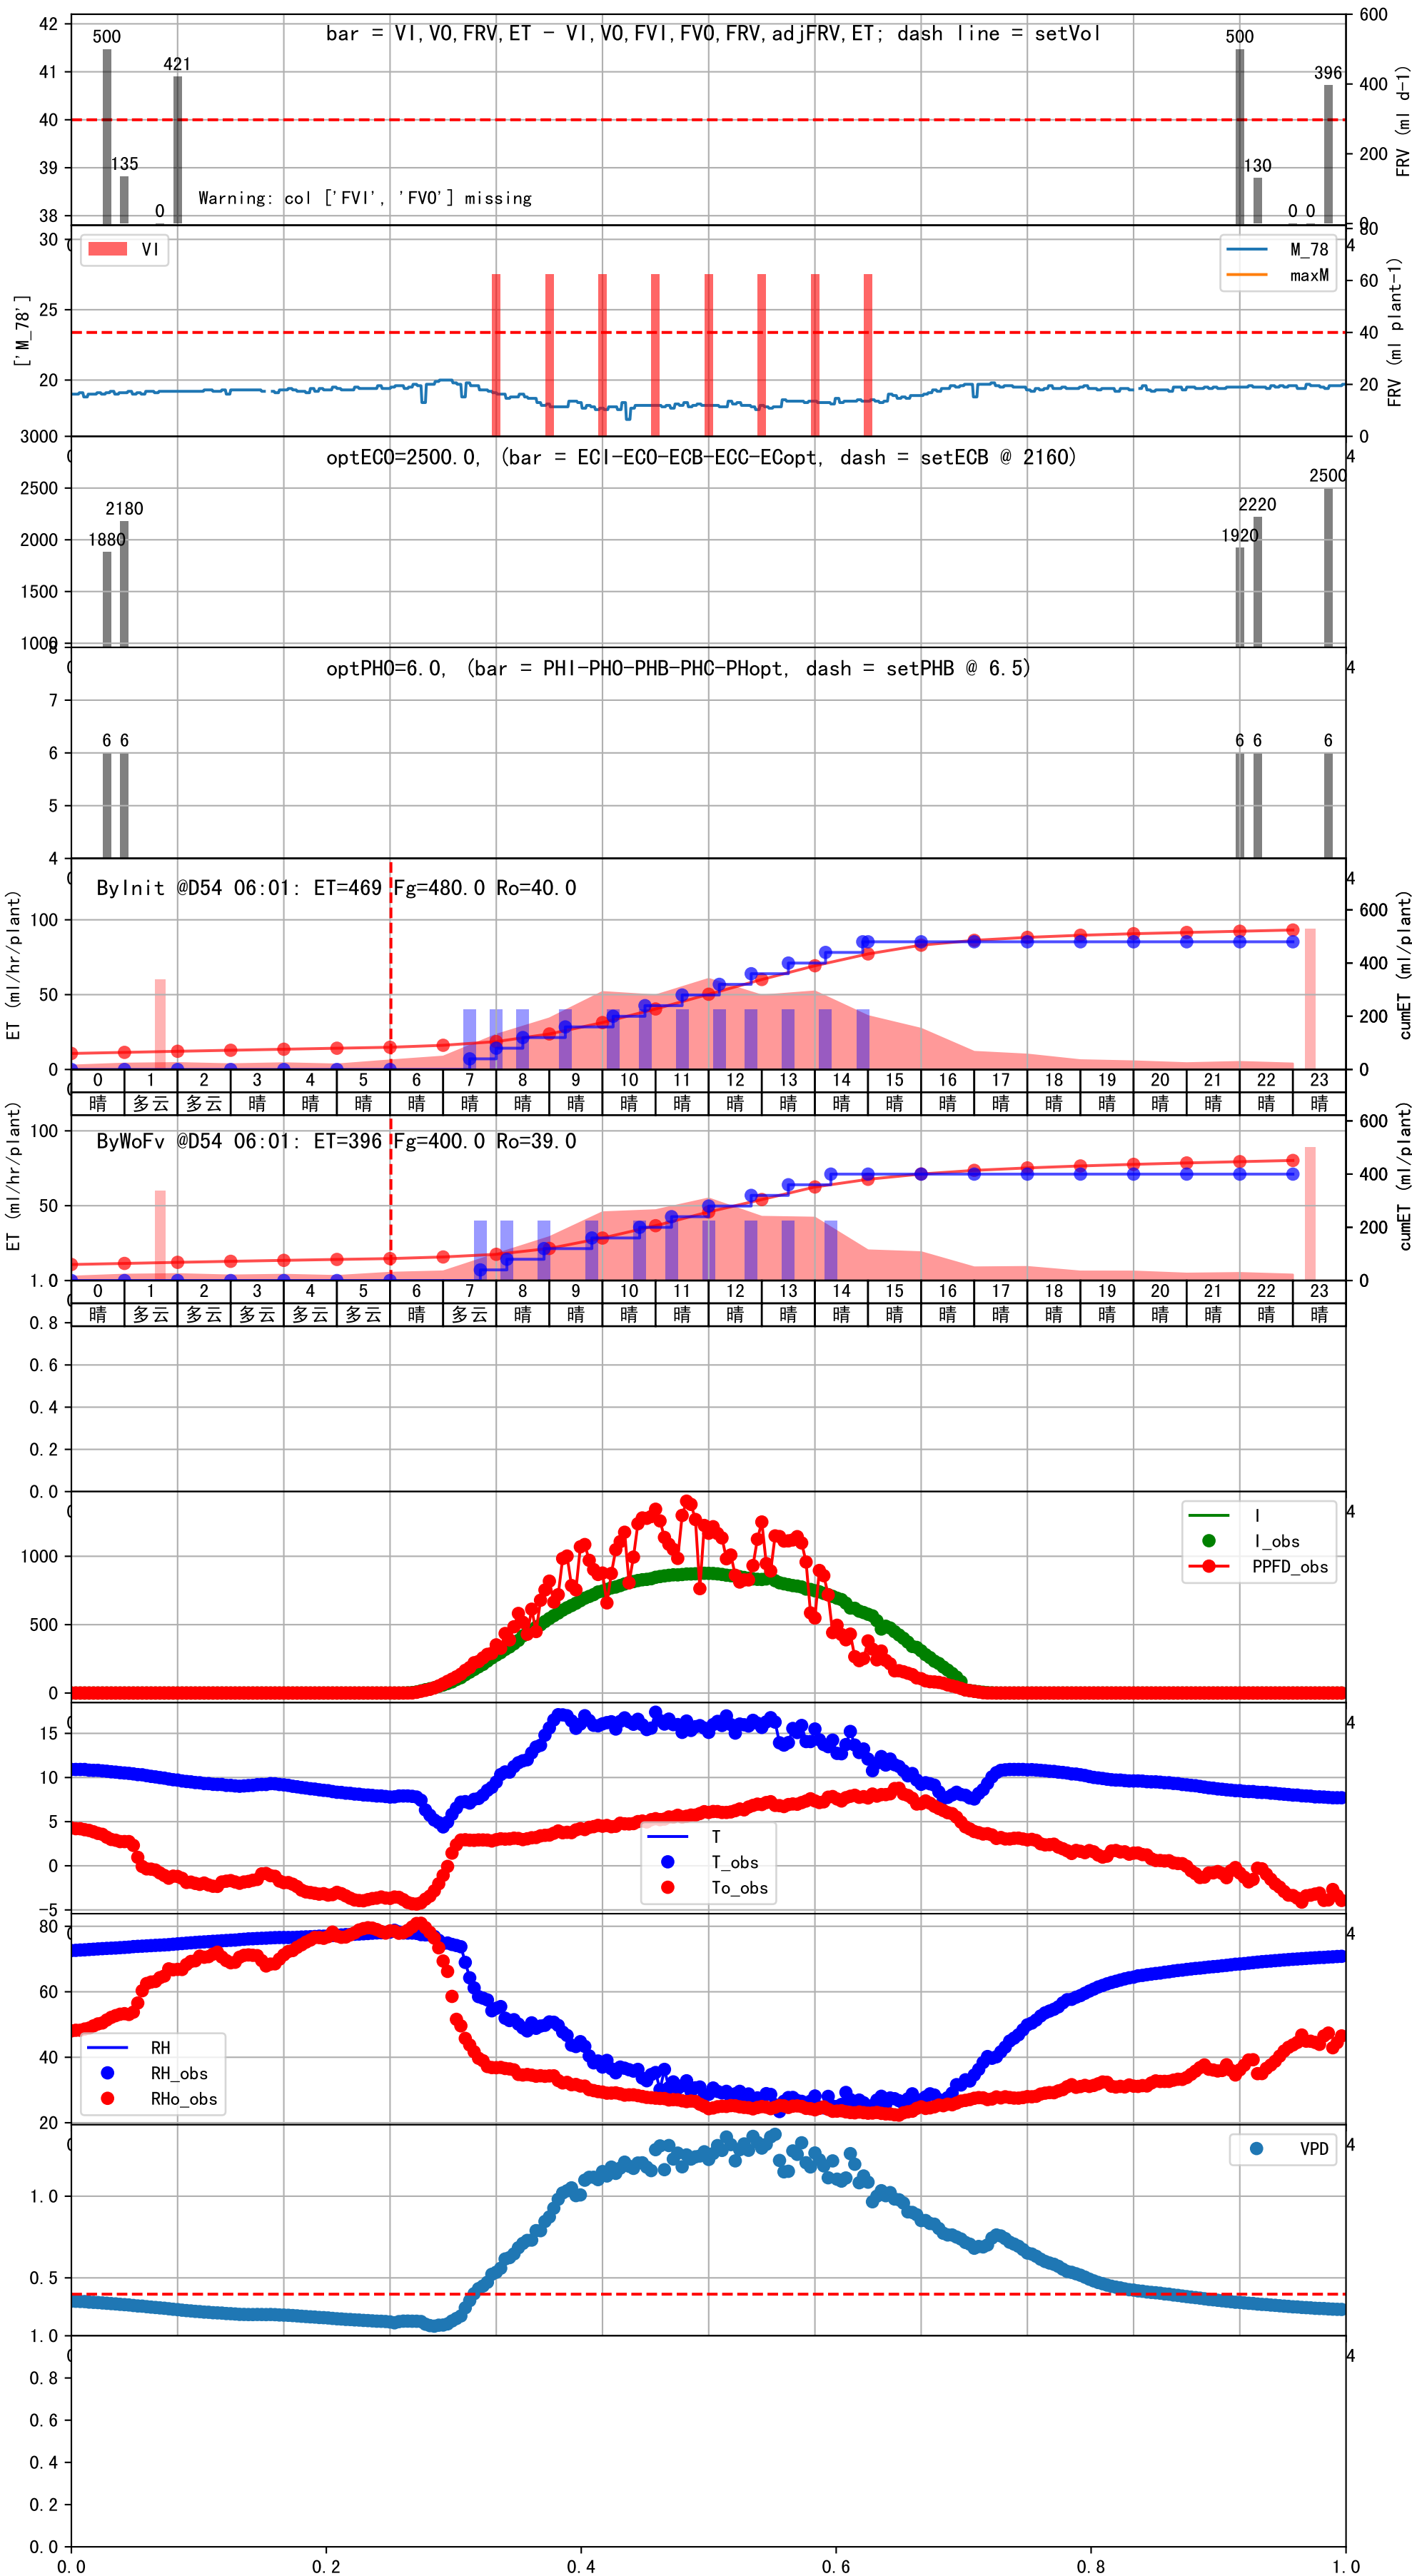 bar = VI,VO,FRV,ET - VI,VO,FVI,FVO,FRV,adjFRV,ET; dash line = setVol
42
41
40
39
38
500
135
0
421
500
130
0 0
396
Warning: col ['FVI', 'FVO'] missing
600
400
200
0
FRV (ml d-1)
VI
M_78
maxM
['M_78']
30
25
20
80
60
40
20
0
FRV (ml plant-1)
4
optECO=2500.0, (bar = ECI-ECO-ECB-ECC-ECopt, dash = setECB @ 2160)
3000
2500
2000
1500
1000
1880
2180
1920
2220
2500
4
optPHO=6.0, (bar = PHI-PHO-PHB-PHC-PHopt, dash = setPHB @ 6.5)
8
7
6
5
4
6 6
6 6
6
4
ByInit @D54 06:01: ET=469 Fg=480.0 Ro=40.0
ET (ml/hr/plant)
100
50
0
600
400
200
0
cumET (ml/plant)
4
0 1 2 3 4 5 6 7 8 9 10 11 12 13 14 15 16 17 18 19 20 21 22 23
晴 多云 多云 晴 晴 晴 晴 晴 晴 晴 晴 晴 晴 晴 晴 晴 晴 晴 晴 晴 晴 晴 晴 晴
ByWoFv @D54 06:01: ET=396 Fg=400.0 Ro=39.0
ET (ml/hr/plant)
100
50
600
400
200
0
cumET (ml/plant)
0 1 2 3 4 5 6 7 8 9 10 11 12 13 14 15 16 17 18 19 20 21 22 23
晴 多云 多云 多云 多云 多云 晴 多云 晴 晴 晴 晴 晴 晴 晴 晴 晴 晴 晴 晴 晴 晴 晴 晴
1.0
0.8
0.6
0.4
0.2
0.0
4
I
I_obs
PPFD_obs
1000
500
0
4
T
T_obs
To_obs
15
10
5
0
−5
4
RH
RH_obs
RHo_obs
80
60
40
20
4
VPD
1.0
0.5
4
1.0
0.8
0.6
0.4
0.2
0.0
0.0 0.2 0.4 0.6 0.8 1.0